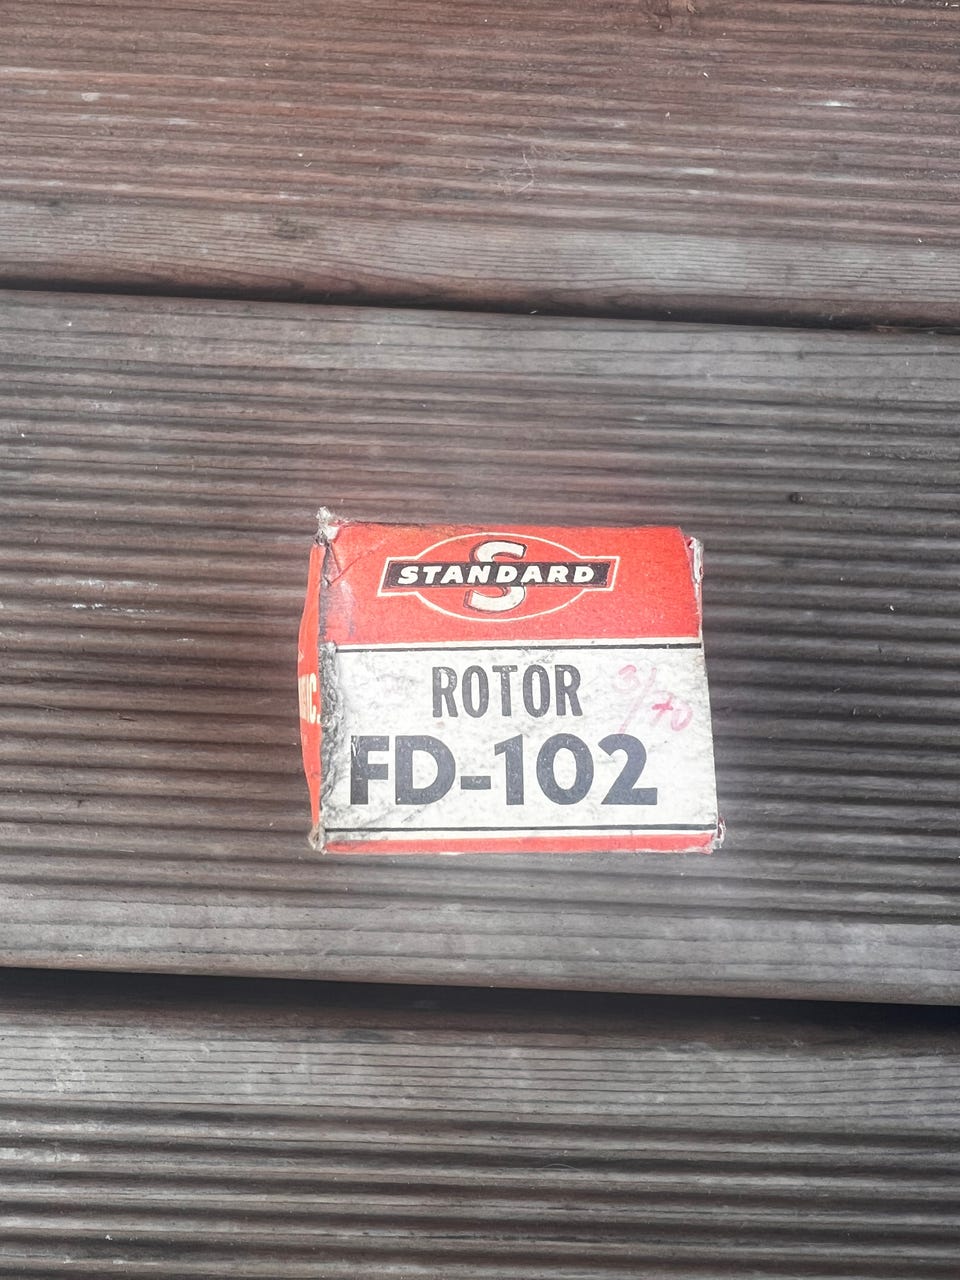 S
STANDARD
ROTOR
3/70
FD-102